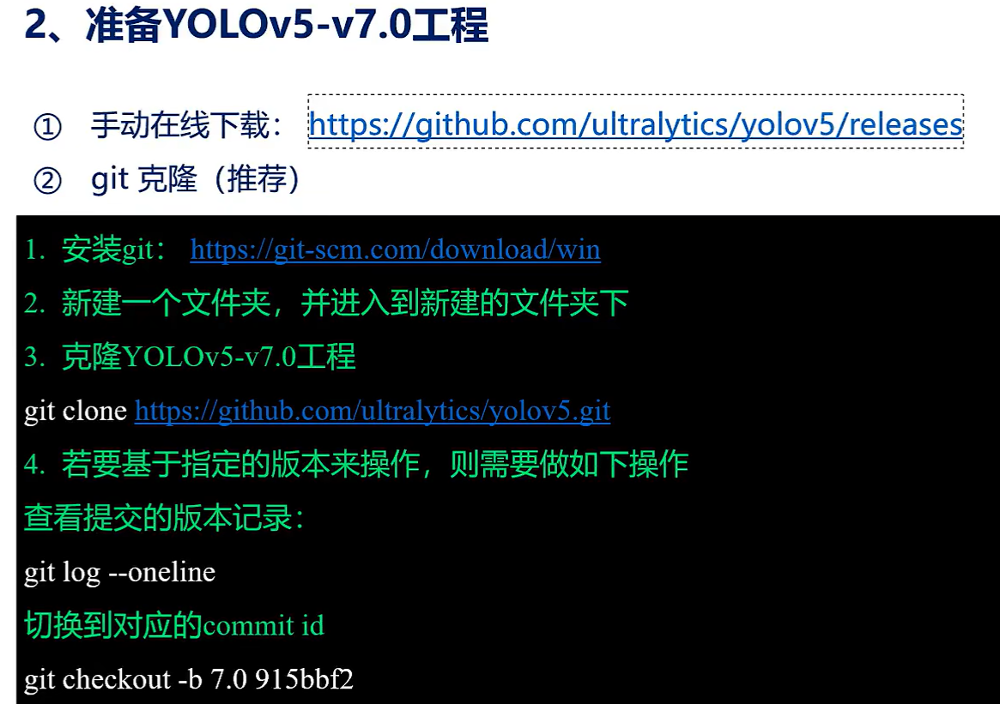 2、准备YOLOv5-v7.0工程
① 手动在线下载：https://github.com/ultralytics/yolov5/releases
② git 克隆（推荐）
1. 安装git： https://git-scm.com/download/win
2. 新建一个文件夹，并进入到新建的文件夹下
3. 克隆YOLOv5-v7.0工程
git clone https://github.com/ultralytics/yolov5.git
4. 若要基于指定的版本来操作，则需要做如下操作
查看提交的版本记录：
git log --oneline
切换到对应的commit id
git checkout -b 7.0 915bbf2